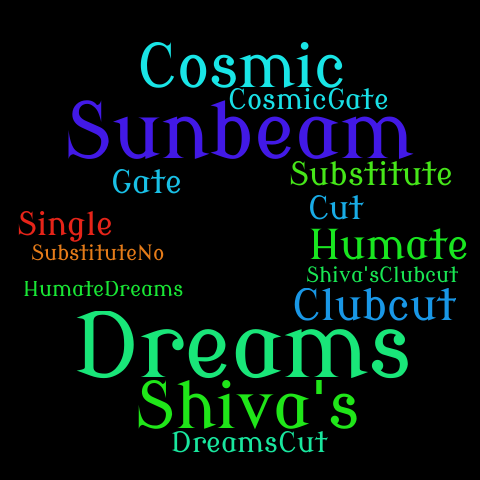 Cosmic
CosmicGate
Sunbeam
Substitute
Gate
Cut
Single
Humate
SubstituteNo
Shiva'sClubcut
HumateDreams
Clubcut
Dreams
Shiva's
DreamsCut